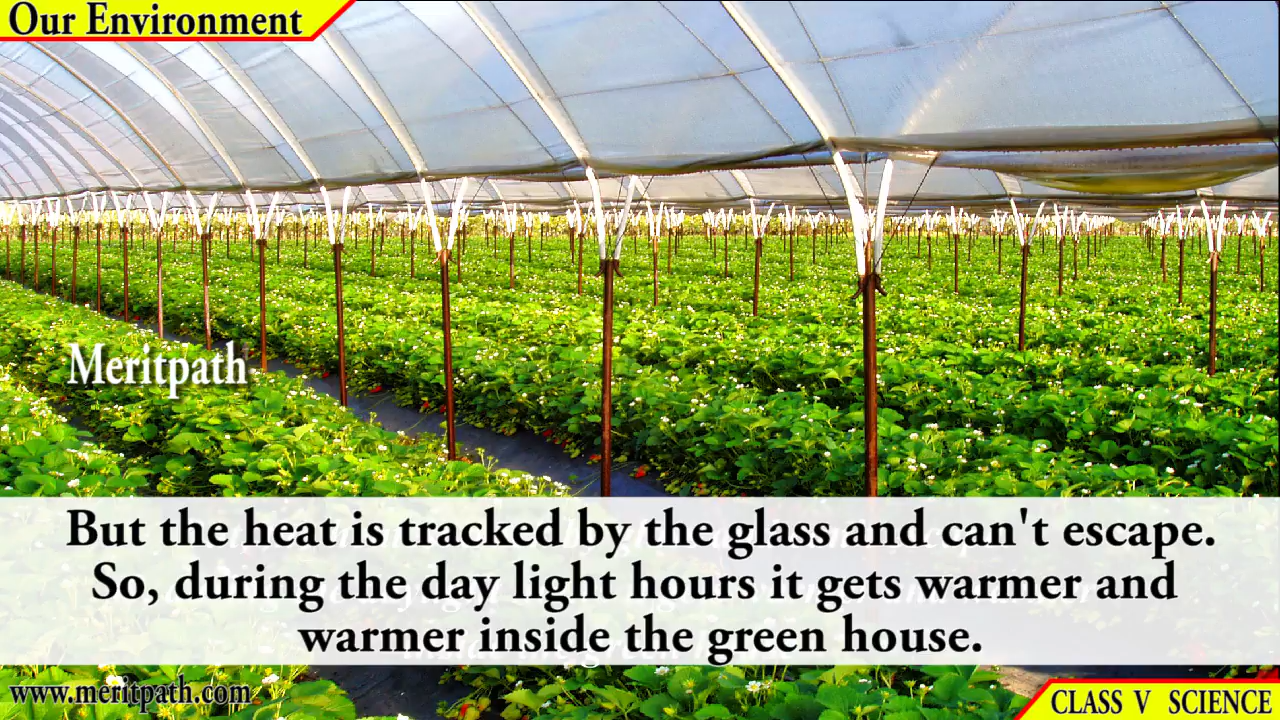 Our Environment
Meritpath
But the heat is tracked by the glass and can't escape.
So, during the day light hours it gets warmer and
warmer inside the green house.
www.meritpath.com
CLASS V SCIENCE